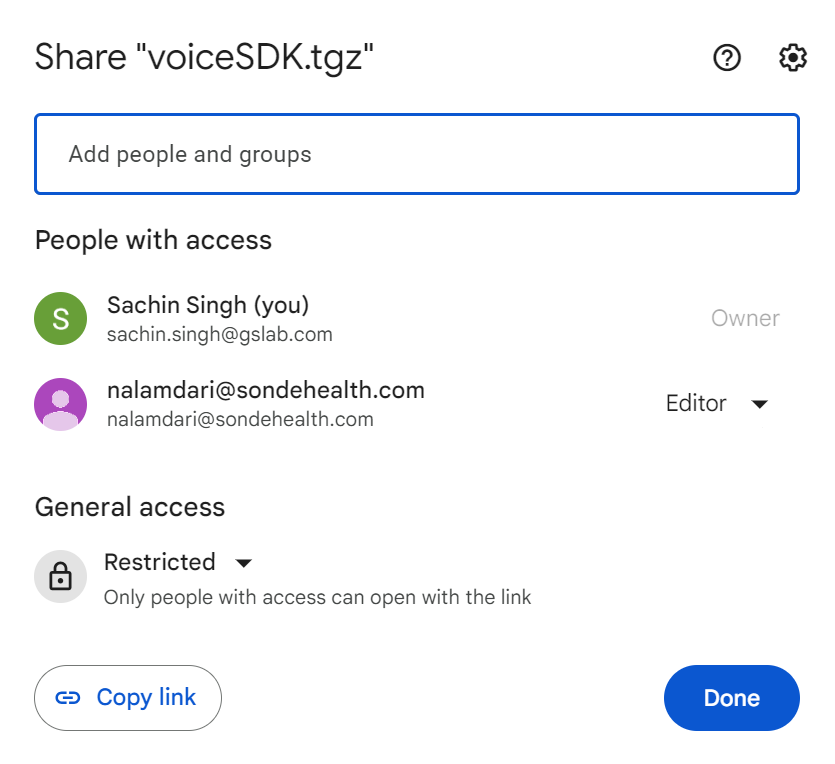 Share "voiceSDK.tgz"
Add people and groups
People with access
S
Sachin Singh (you)
sachin.singh@gslab.com
Owner
nalamdari@sondehealth.com
nalamdari@sondehealth.com
Editor
General access
Restricted
Only people with access can open with the link
Copy link
Done